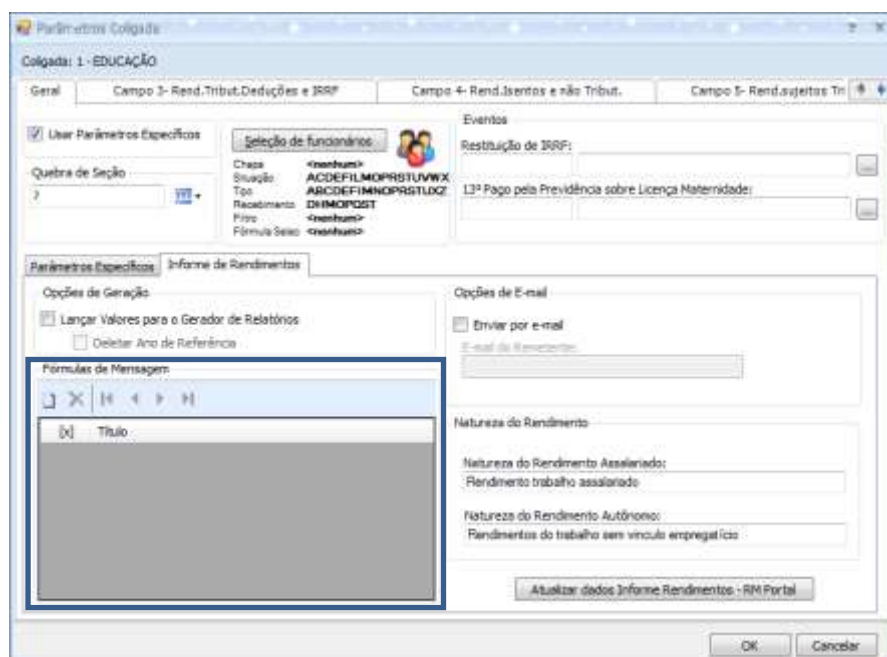 Parâmetros Coligada
Coligada: 1 - EDUCAÇÃO
Geral
Campo 3- Rend.Tribut.Deduções e IRRF
Campo 4- Rend.Isentos e não Tribut.
Campo 5- Rend.sujeitos Tri
Usar Parâmetros Específicos
Quebra de Seção
7
Seleção de funcionários
Chapa <nenhum>
Situação ACDEFILMOPRSTUVWX
Tipo ABCDEFIMNOPRSTUXZ
Recebimento DHMOPQST
Filtro <nenhum>
Fórmula Selec <nenhum>
Eventos
Restituição de IRRF:
13º Pago pela Previdência sobre Licença Maternidade:
Parâmetros Específicos
Informe de Rendimentos
Opções de Geração
Lançar Valores para o Gerador de Relatórios
Deletar Ano de Referência
Fórmulas de Mensagem
[x] Título
Opções de E-mail
Enviar por e-mail
E-mail do Remetente:
Natureza do Rendimento
Natureza do Rendimento Assalariado:
Rendimento trabalho assalariado
Natureza do Rendimento Autônomo:
Rendimentos do trabalho sem vinculo empregatício
Atualizar dados Informe Rendimentos - RM Portal
OK
Cancelar